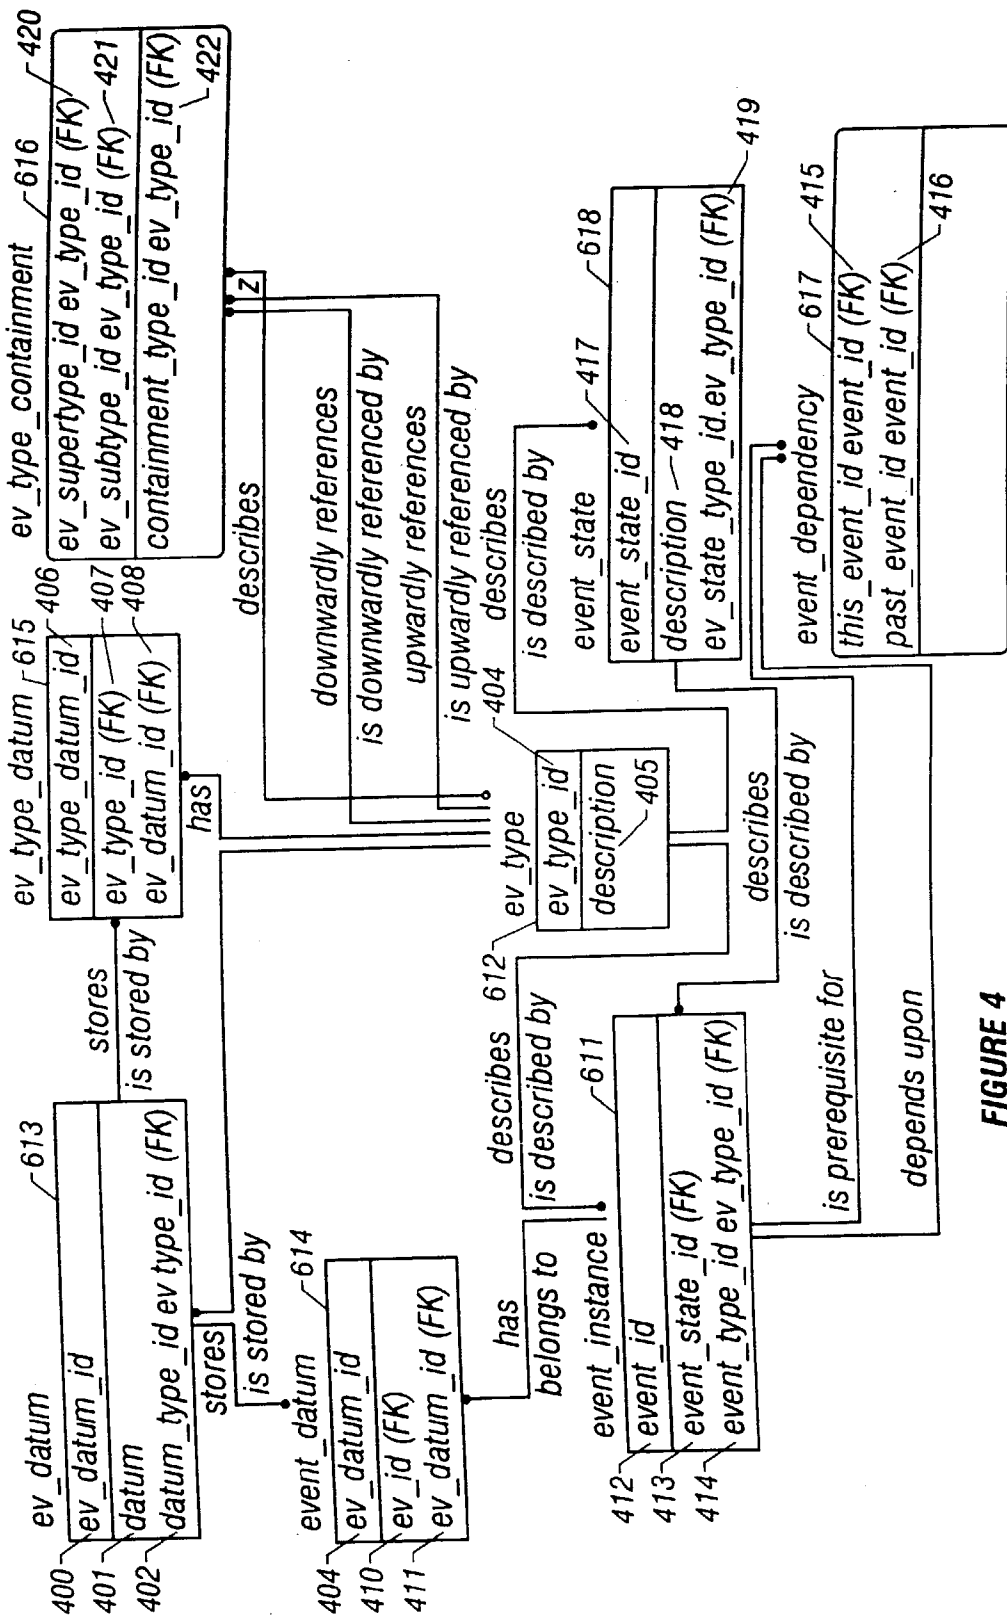 ev_datum
613
400
ev_datum_id
401
datum
402
datum_type_id ev type_id (FK)
stores
is stored by
ev_type_datum
615
406
ev_type_datum_id
407
ev_type_id (FK)
408
ev_datum_id (FK)
has
ev_type_containment
616
420
ev_supertype_id ev_type_id (FK)
421
ev_subtype_id ev_type_id (FK)
422
containment_type_id ev_type_id (FK)
z
describes
downwardly references
is downwardly referenced by
upwardly references
is upwardly referenced by
stores
is stored by
event_datum
614
404
ev_datum_id
410
ev_id (FK)
411
ev_datum_id (FK)
has
belongs to
describes
is described by
612
ev_type
404
ev_type_id
description
405
describes
is described by
event_state
417
618
event_state_id
description
418
ev_state_type_id.ev_type_id (FK)
419
event_instance
611
412
event_id
413
event_state_id (FK)
414
event_type_id ev_type_id (FK)
describes
is described by
is prerequisite for
depends upon
event_dependency
617
415
this_event_id event_id (FK)
past_event_id event_id (FK)
416
FIGURE 4